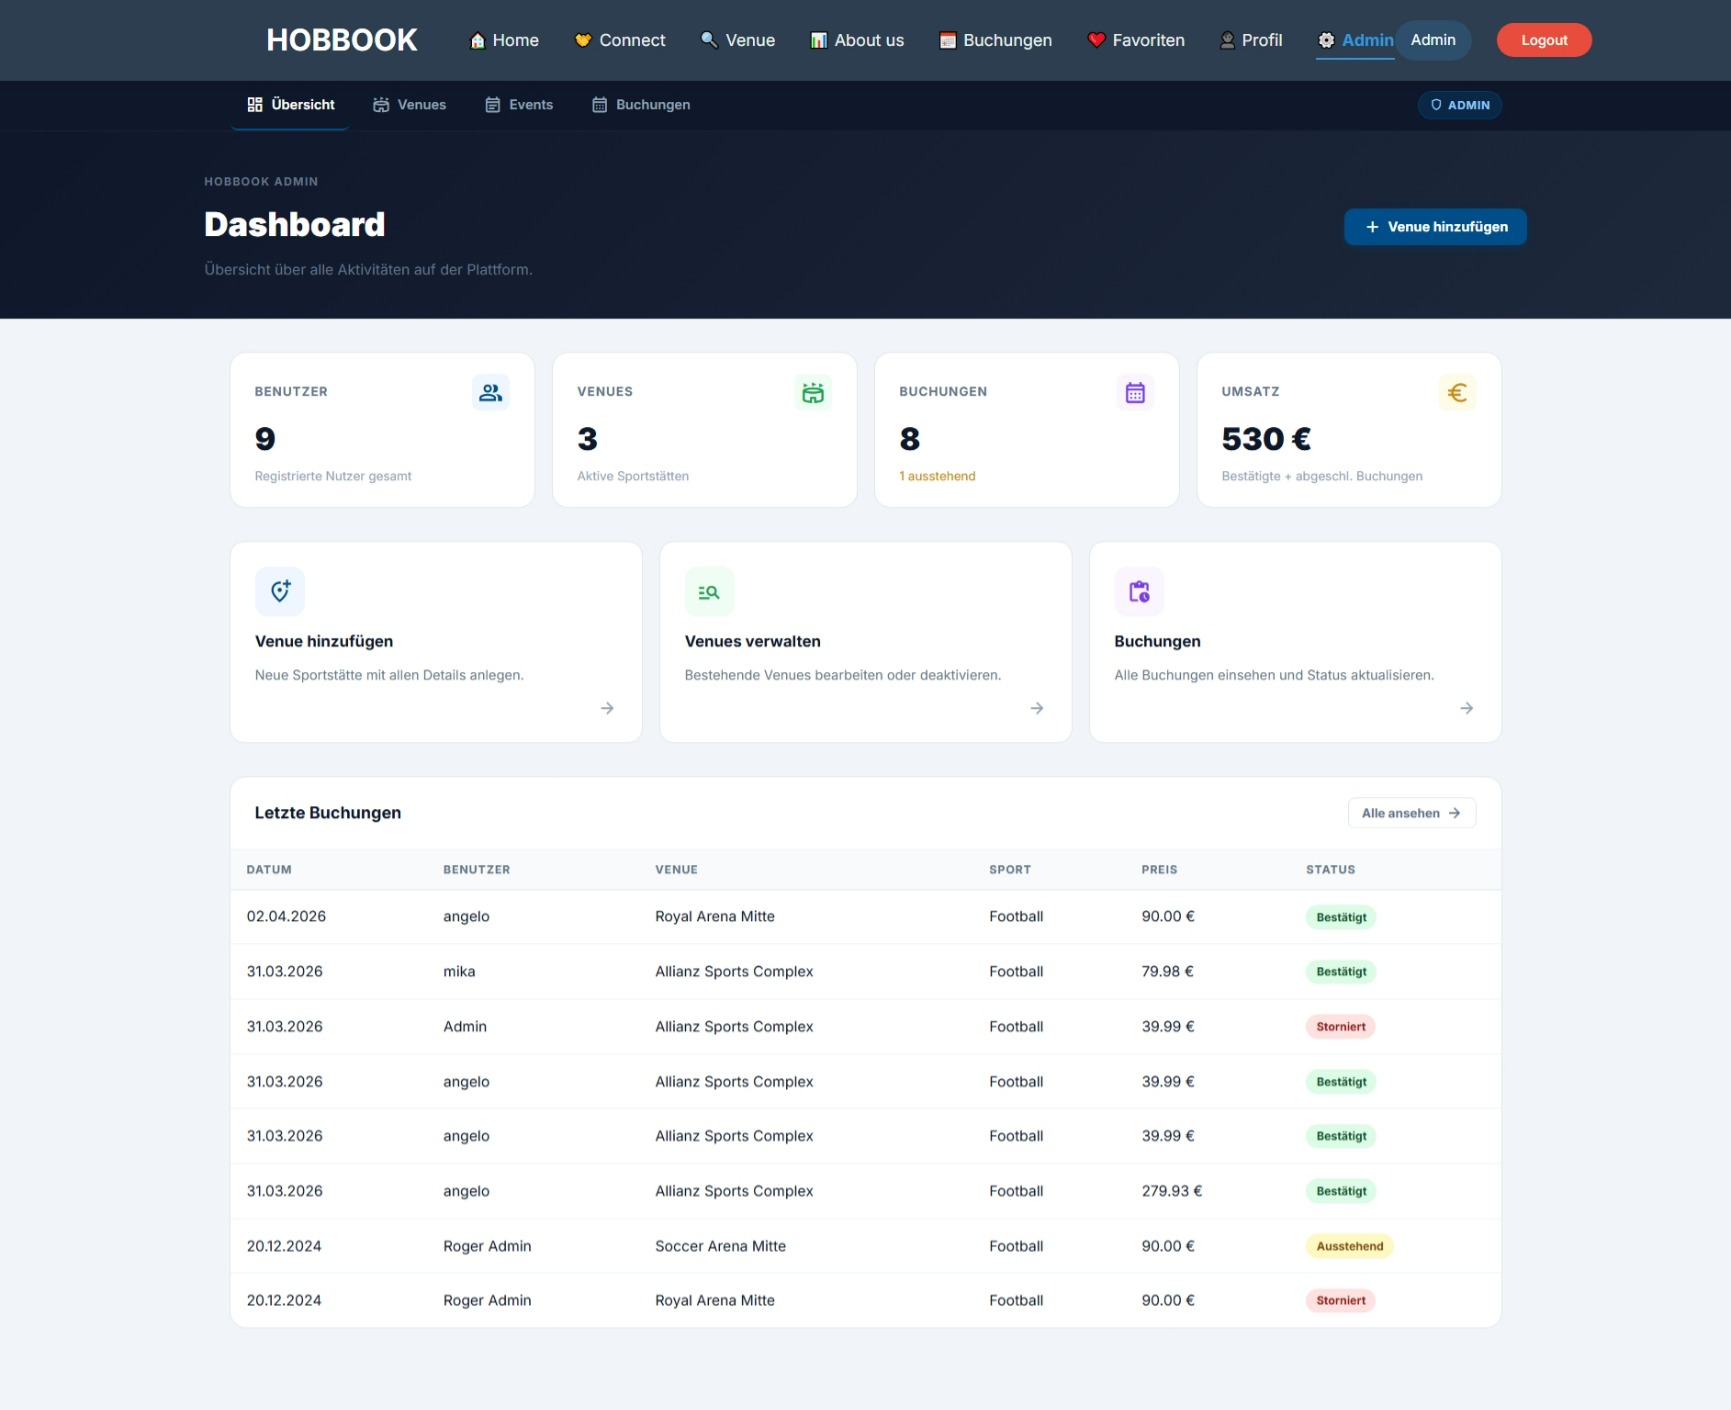 HOBBOOK Home Connect Venue About us Buchungen Favoriten Profil Admin Admin Logout
Übersicht Venues Events Buchungen ADMIN
HOBBOOK ADMIN
Dashboard
Venue hinzufügen
Übersicht über alle Aktivitäten auf der Plattform.
BENUTZER
9
Registrierte Nutzer gesamt
VENUES
3
Aktive Sportstätten
BUCHUNGEN
8
1 ausstehend
UMSATZ
530 €
Bestätigte + abgeschl. Buchungen
Venue hinzufügen
Neue Sportstätte mit allen Details anlegen.
Venues verwalten
Bestehende Venues bearbeiten oder deaktivieren.
Buchungen
Alle Buchungen einsehen und Status aktualisieren.
Letzte Buchungen Alle ansehen
DATUM BENUTZER VENUE SPORT PREIS STATUS
02.04.2026 angelo Royal Arena Mitte Football 90.00 € Bestätigt
31.03.2026 mika Allianz Sports Complex Football 79.98 € Bestätigt
31.03.2026 Admin Allianz Sports Complex Football 39.99 € Storniert
31.03.2026 angelo Allianz Sports Complex Football 39.99 € Bestätigt
31.03.2026 angelo Allianz Sports Complex Football 39.99 € Bestätigt
31.03.2026 angelo Allianz Sports Complex Football 279.93 € Bestätigt
20.12.2024 Roger Admin Soccer Arena Mitte Football 90.00 € Ausstehend
20.12.2024 Roger Admin Royal Arena Mitte Football 90.00 € Storniert